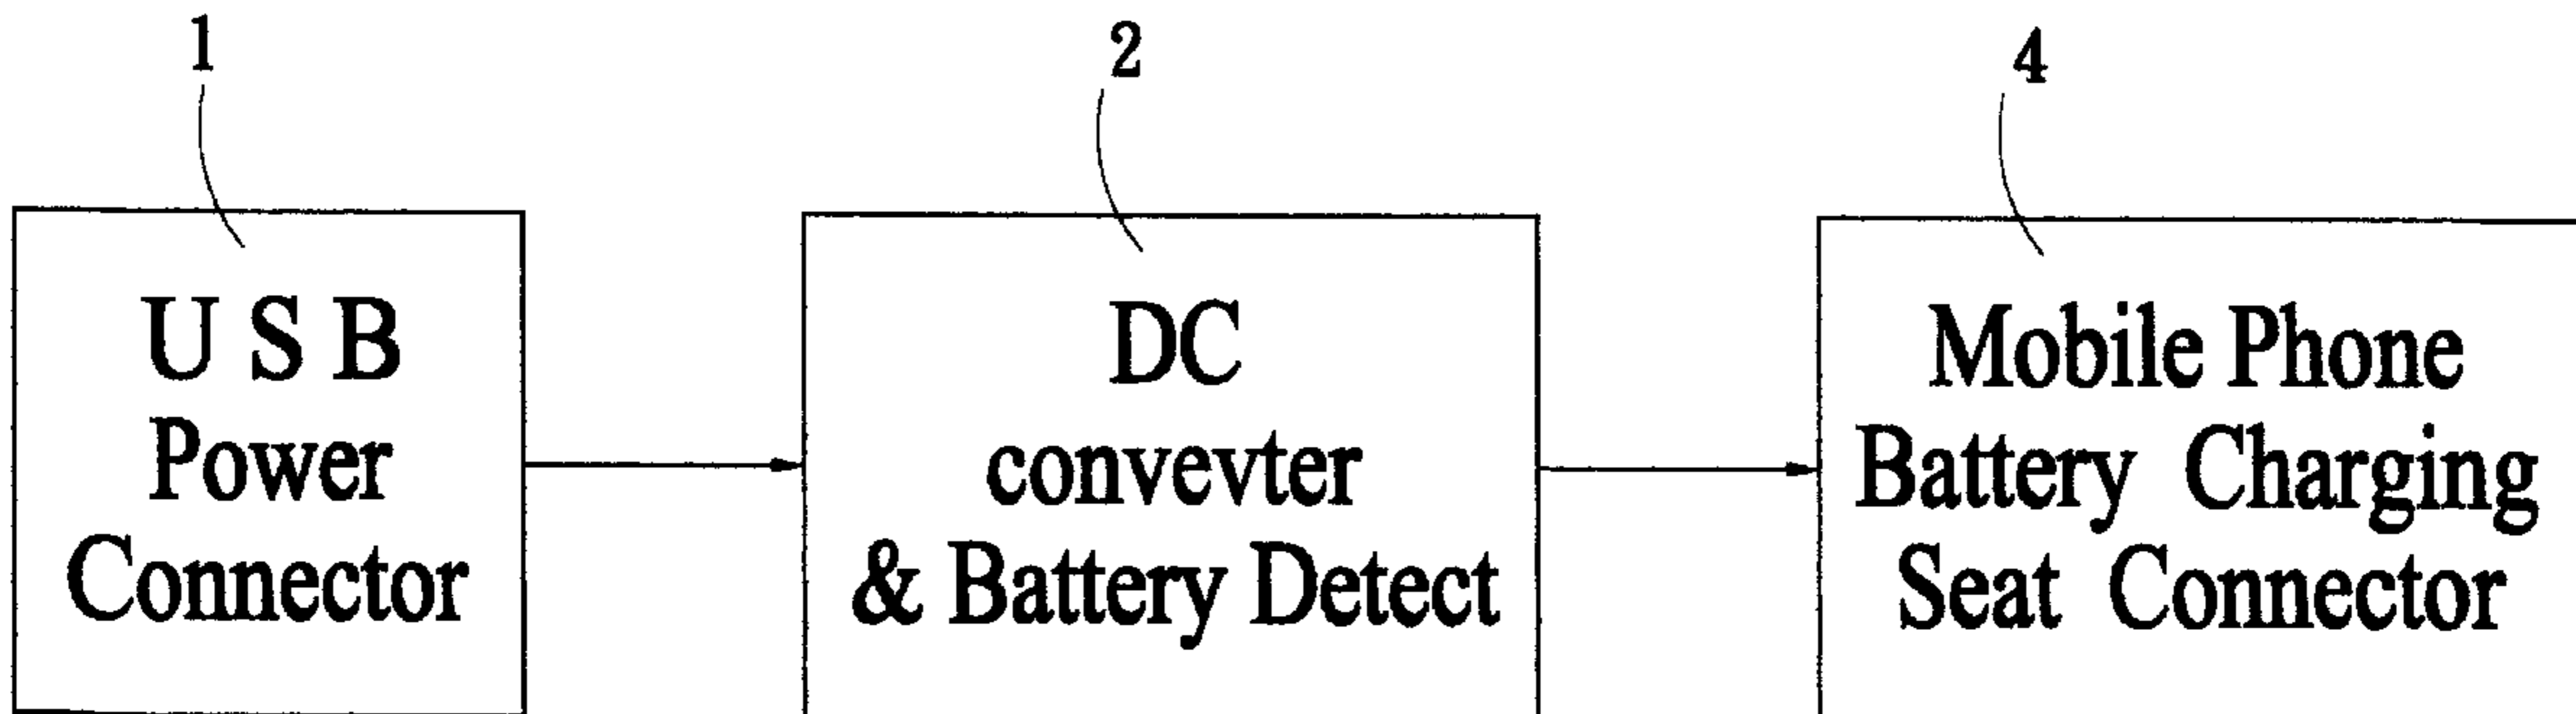 1
2
4
U S B
Power
Connector
DC
convevter
& Battery Detect
Mobile Phone
Battery Charging
Seat Connector